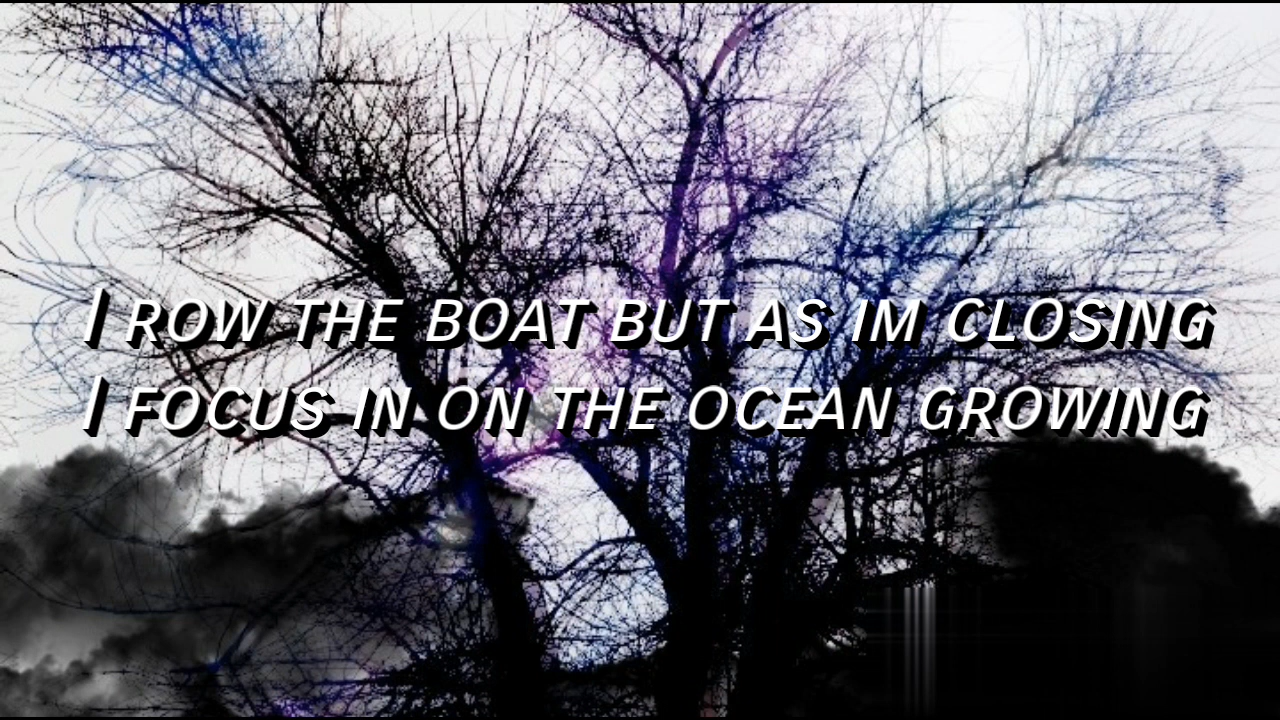 I ROW THE BOAT BUT AS IM CLOSING
I FOCUS IN ON THE OCEAN GROWING